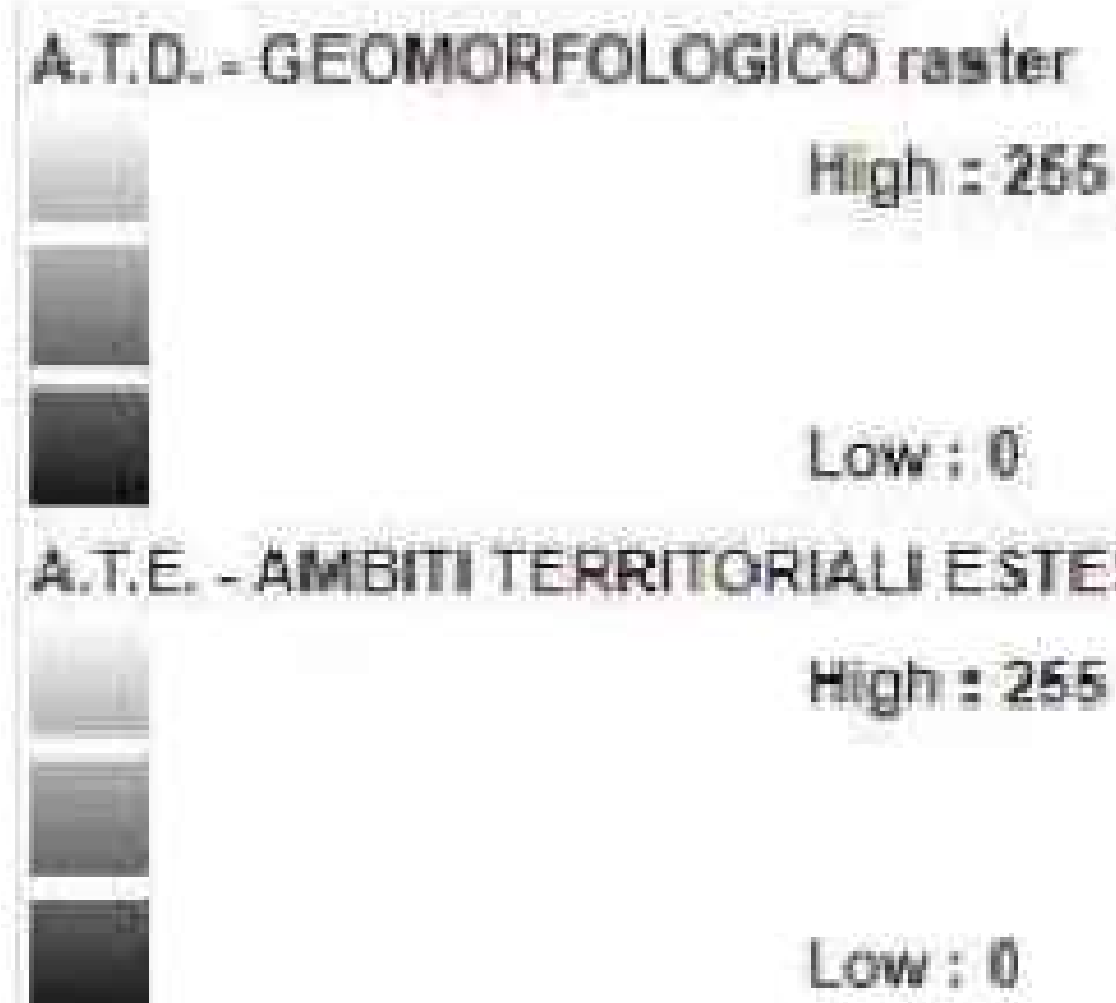 A.T.D. - GEOMORFOLOGICO raster
High : 255
Low : 0
A.T.E. - AMBITI TERRITORIALI ESTE
High : 255
Low : 0